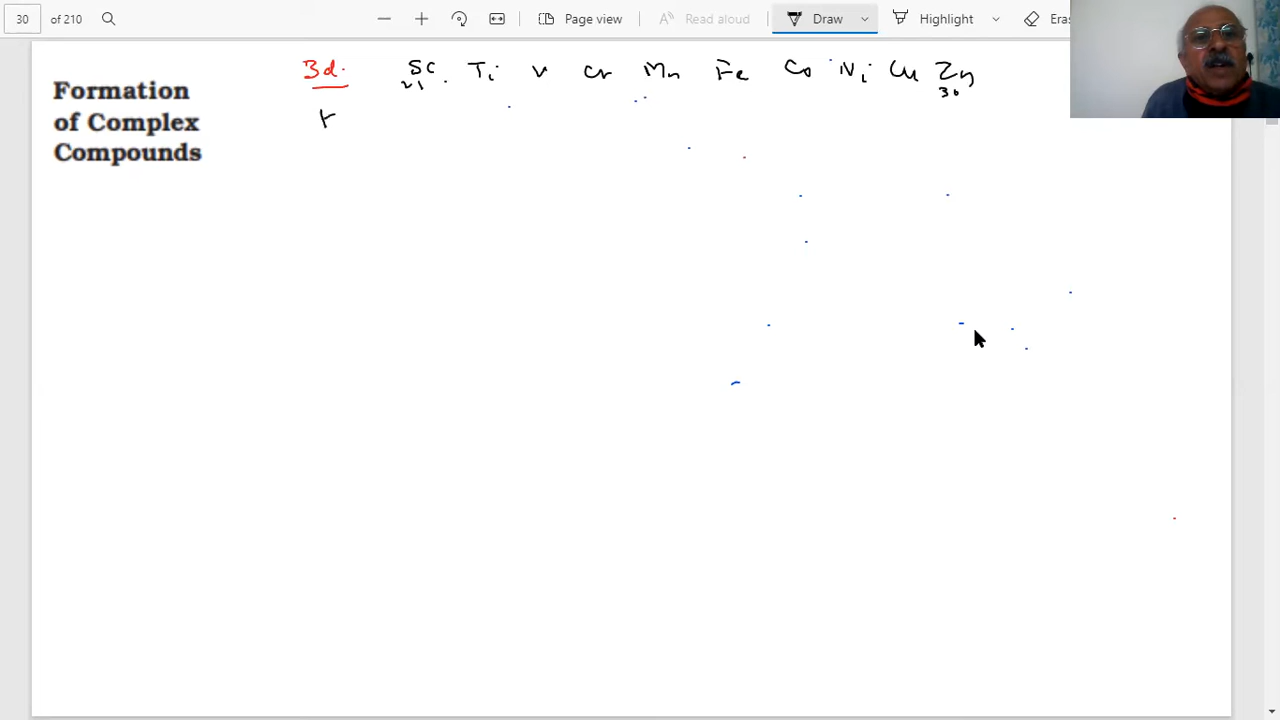 30 of 210 Page view Read aloud Draw Highlight
Formation
of Complex
Compounds
3d. Sc Ti V Cr Mn Fe Co Ni Cu Zn
21 30